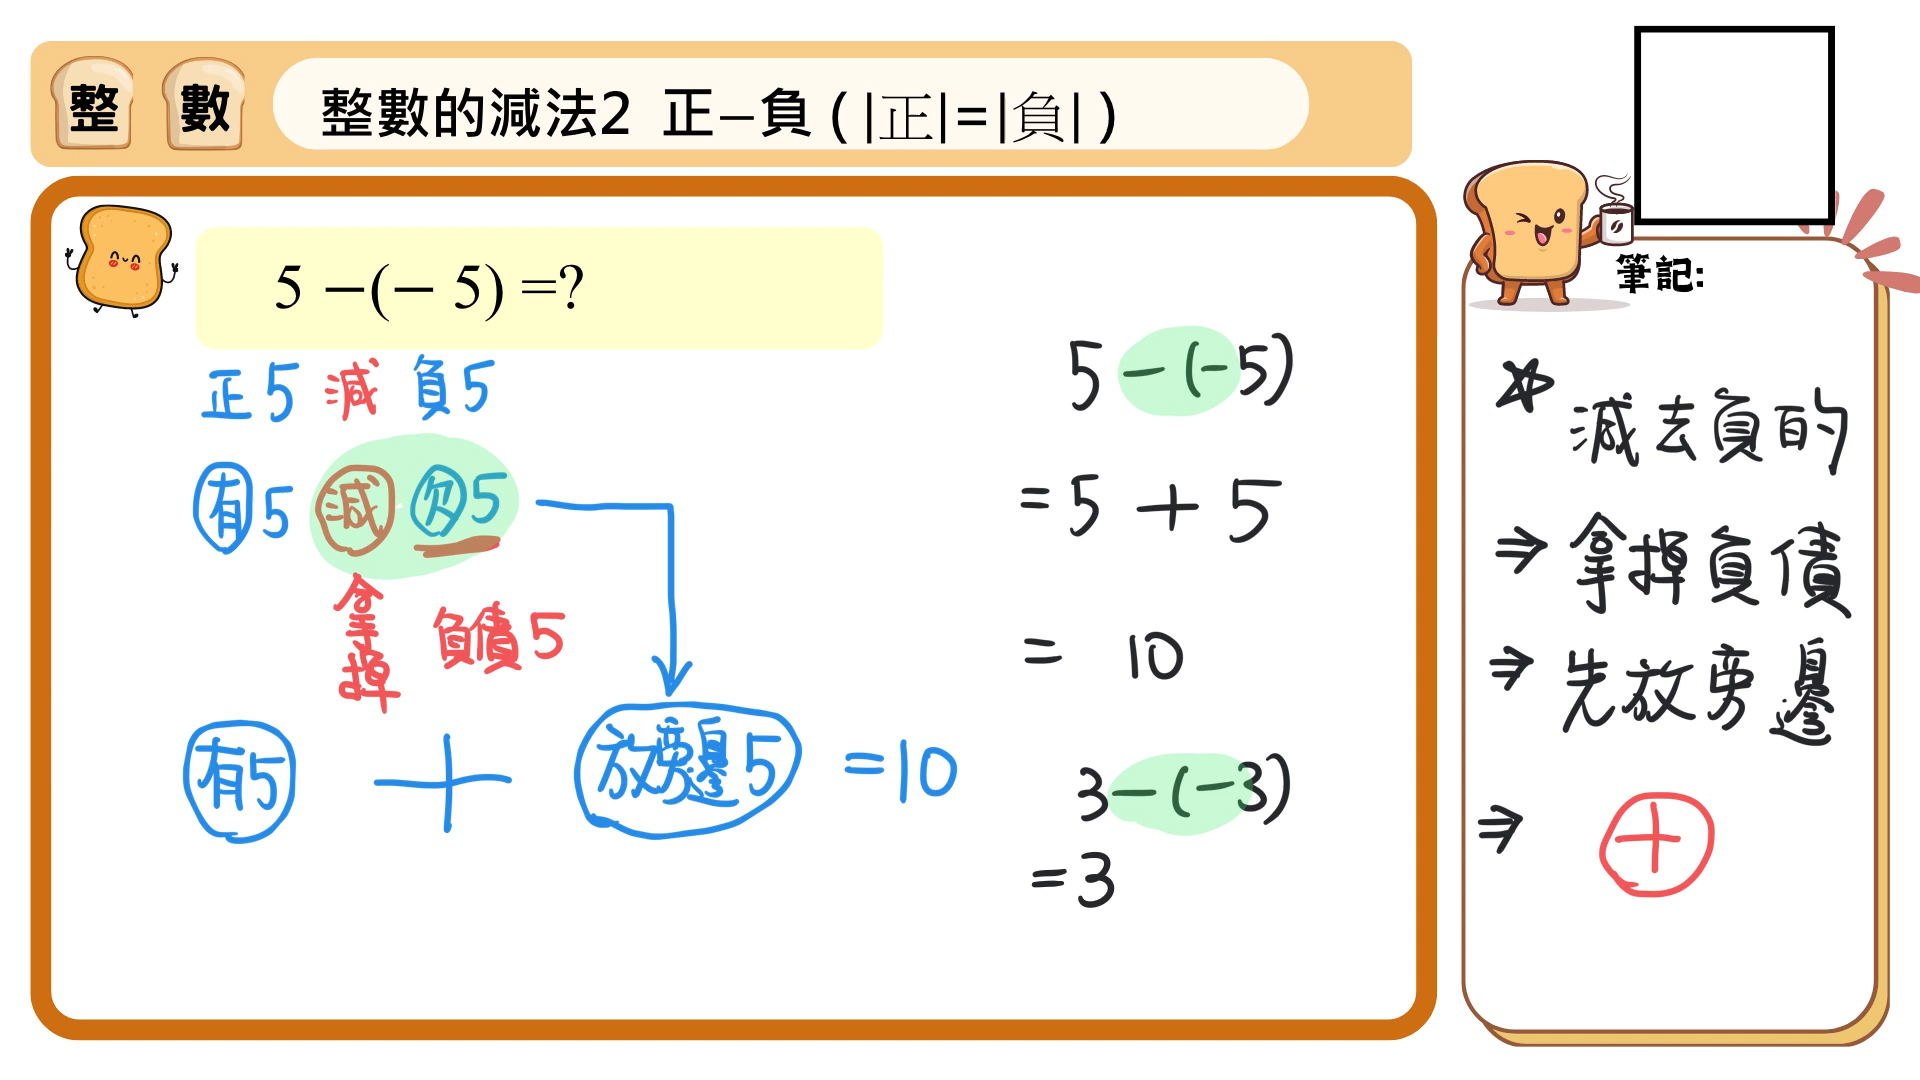 整 數 整數的減法2 正－負 ( |正|=|負| )
5 －(－ 5) =?
正5 減 負5
有5 減 欠5
拿掉 負債5
有5 + 放旁邊5 =10
5－(-5)
=5 + 5
= 10
3－(－3)
=3
筆記:
減去負的
⇒ 拿掉負債
⇒ 先放旁邊
⇒ +